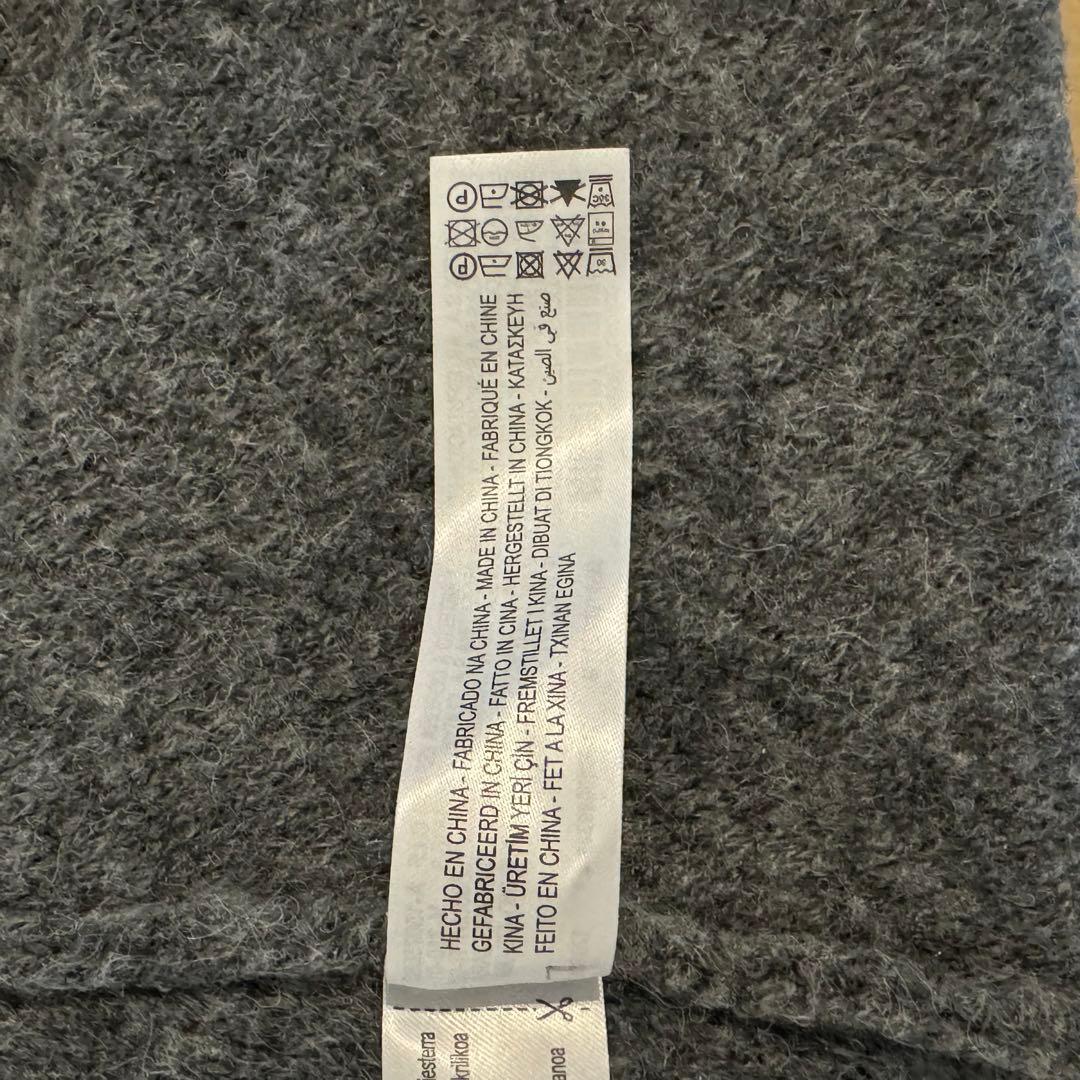 HECHO EN CHINA - FABRICADO NA CHINA - MADE IN CHINA - FABRIQUÉ EN CHINE
GEFABRICEERD IN CHINA - FATTO IN CINA - HERGESTELLT IN CHINA - ΚΑΤΑΣΚΕΥΗ
KINA - ÜRETİM YERİ ÇİN - FREMSTILLET I KINA - DIBUAT DI TIONGKOK - صنع في الصين
FEITO EN CHINA - FET A LA XINA - TXINAN EGINA